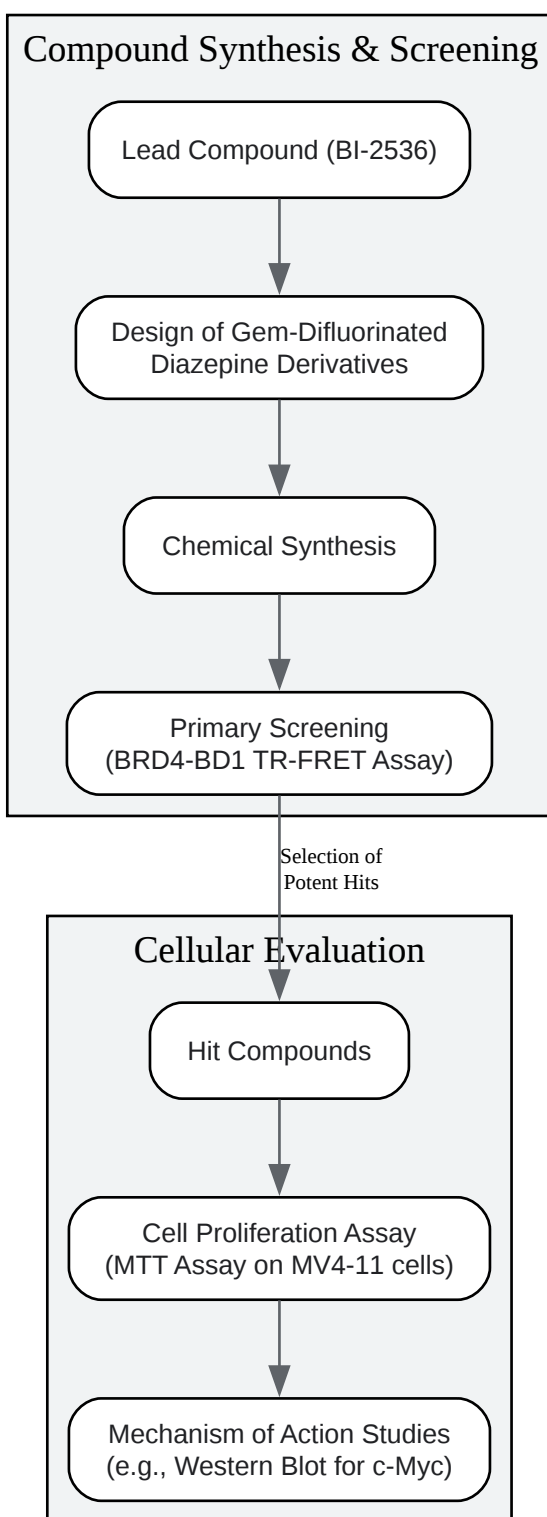 Compound Synthesis & Screening
Lead Compound (BI-2536)
Design of Gem-Difluorinated
Diazepine Derivatives
Chemical Synthesis
Primary Screening
(BRD4-BD1 TR-FRET Assay)
Selection of
Potent Hits
Cellular Evaluation
Hit Compounds
Cell Proliferation Assay
(MTT Assay on MV4-11 cells)
Mechanism of Action Studies
(e.g., Western Blot for c-Myc)